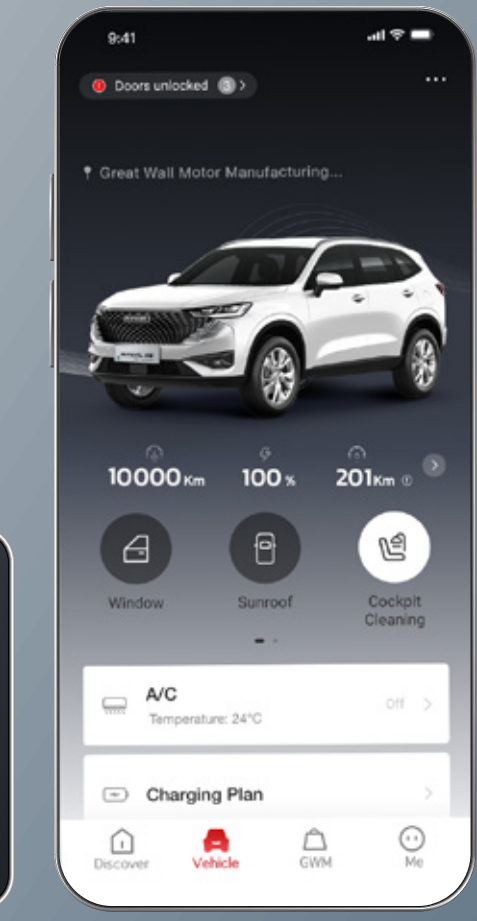 9:41
Doors unlocked 3 >
Great Wall Motor Manufacturing...
HAVAL
10000 Km 100 % 201 Km
Window Sunroof Cockpit
Cleaning
A/C Off
Temperature: 24°C
Charging Plan
Discover Vehicle GWM Me